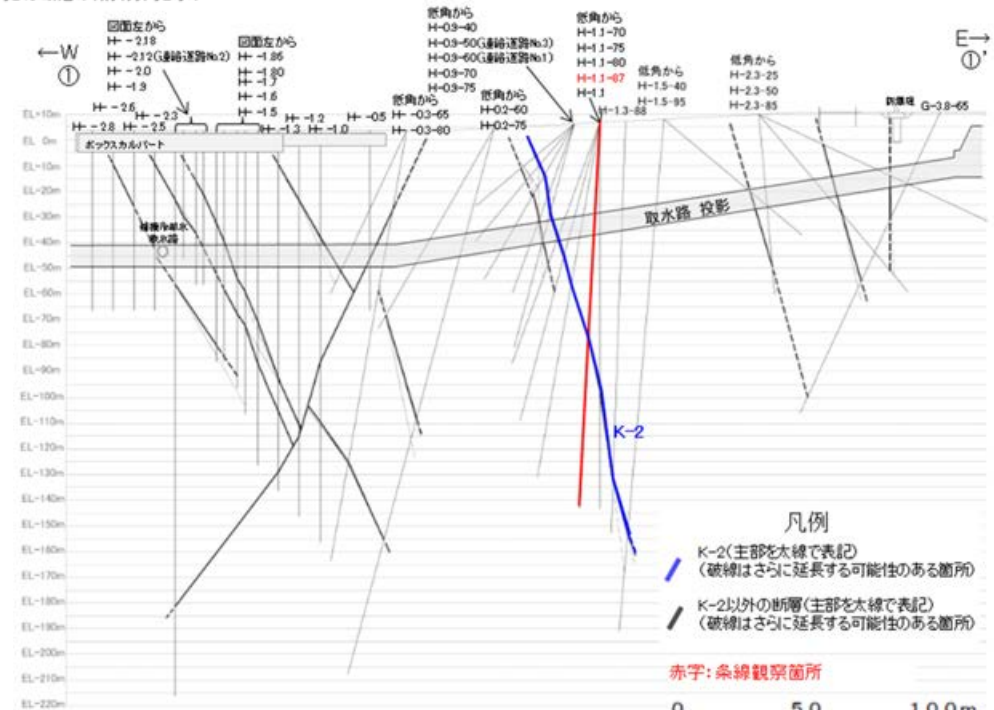 図面左から
H- -2.18
H- -2.12(連絡道路No.2)
H- -2.0
H- -1.9
図面左から
H- -1.86
H- -1.80
H- -1.7
H- -1.6
H- -1.5
低角から
H-0.9-40
H-0.9-50(連絡道路No.3)
H-0.9-60(連絡道路No.1)
H-0.9-70
H-0.9-75
低角から
H-1.1-70
H-1.1-75
H-1.1-80
H-1.1-87
H-1.1
低角から
H-1.5-40
H-1.5-95
低角から
H-2.3-25
H-2.3-50
H-2.3-85
←W
①
E→
①'
低角から
H- -0.3-65
H- -0.3-80
低角から
H-0.2-60
H-0.2-75
H-1.3-88
G-3.8-65
H- -2.6
H- -2.3
H- -2.8
H- -2.5
H- -1.3
H- -1.2
H- -1.0
H- -0.5
ボックスカルバート
取水路 投影
K-2
EL+10m
EL 0m
EL-10m
EL-20m
EL-30m
EL-40m
EL-50m
EL-60m
EL-70m
EL-80m
EL-90m
EL-100m
EL-110m
EL-120m
EL-130m
EL-140m
EL-150m
EL-160m
EL-170m
EL-180m
EL-190m
EL-200m
EL-210m
EL-220m
凡例
K-2(主部を太線で表記)
(破線はさらに延長する可能性のある箇所)
K-2以外の断層(主部を太線で表記)
(破線はさらに延長する可能性のある箇所)
赤字:条線観察箇所
0 50 100m